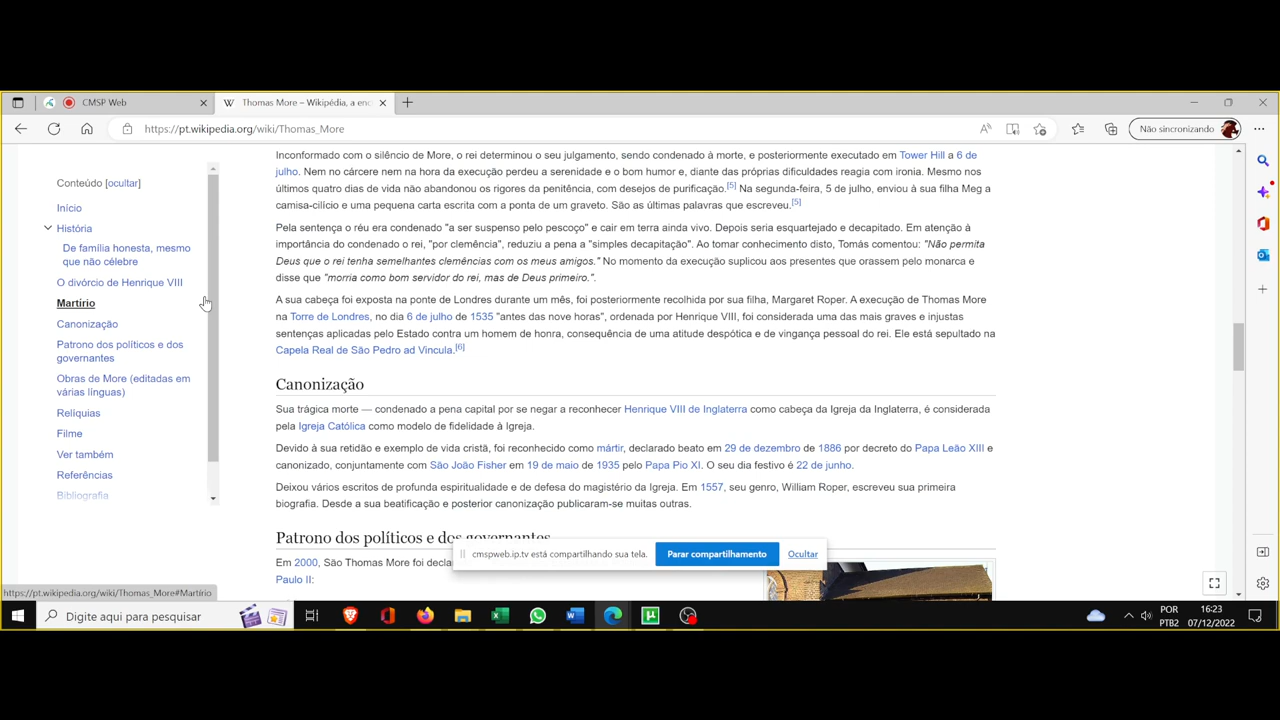 CMSP Web
Thomas More – Wikipédia, a enc
https://pt.wikipedia.org/wiki/Thomas_More
Não sincronizando
Conteúdo [ocultar]
Início
História
De família honesta, mesmo
que não célebre
O divórcio de Henrique VIII
Martírio
Canonização
Patrono dos políticos e dos
governantes
Obras de More (editadas em
várias línguas)
Relíquias
Filme
Ver também
Referências
Bibliografia
Inconformado com o silêncio de More, o rei determinou o seu julgamento, sendo condenado à morte, e posteriormente executado em Tower Hill a 6 de
julho. Nem no cárcere nem na hora da execução perdeu a serenidade e o bom humor e, diante das próprias dificuldades reagia com ironia. Mesmo nos
últimos quatro dias de vida não abandonou os rigores da penitência, com desejos de purificação.[5] Na segunda-feira, 5 de julho, enviou à sua filha Meg a
camisa-cilício e uma pequena carta escrita com a ponta de um graveto. São as últimas palavras que escreveu.[5]
Pela sentença o réu era condenado "a ser suspenso pelo pescoço" e cair em terra ainda vivo. Depois seria esquartejado e decapitado. Em atenção à
importância do condenado o rei, "por clemência", reduziu a pena a "simples decapitação". Ao tomar conhecimento disto, Tomás comentou: "Não permita
Deus que o rei tenha semelhantes clemências com os meus amigos." No momento da execução suplicou aos presentes que orassem pelo monarca e
disse que "morria como bom servidor do rei, mas de Deus primeiro.".
A sua cabeça foi exposta na ponte de Londres durante um mês, foi posteriormente recolhida por sua filha, Margaret Roper. A execução de Thomas More
na Torre de Londres, no dia 6 de julho de 1535 "antes das nove horas", ordenada por Henrique VIII, foi considerada uma das mais graves e injustas
sentenças aplicadas pelo Estado contra um homem de honra, consequência de uma atitude despótica e de vingança pessoal do rei. Ele está sepultado na
Capela Real de São Pedro ad Vincula.[6]
Canonização
Sua trágica morte — condenado a pena capital por se negar a reconhecer Henrique VIII de Inglaterra como cabeça da Igreja da Inglaterra, é considerada
pela Igreja Católica como modelo de fidelidade à Igreja.
Devido à sua retidão e exemplo de vida cristã, foi reconhecido como mártir, declarado beato em 29 de dezembro de 1886 por decreto do Papa Leão XIII e
canonizado, conjuntamente com São João Fisher em 19 de maio de 1935 pelo Papa Pio XI. O seu dia festivo é 22 de junho.
Deixou vários escritos de profunda espiritualidade e de defesa do magistério da Igreja. Em 1557, seu genro, William Roper, escreveu sua primeira
biografia. Desde a sua beatificação e posterior canonização publicaram-se muitas outras.
Patrono dos políticos e dos governantes
Em 2000, São Thomas More foi decl
Paulo II:
cmspweb.ip.tv está compartilhando sua tela.
Parar compartilhamento
Ocultar
https://pt.wikipedia.org/wiki/Thomas_More#Martírio
Digite aqui para pesquisar
POR
PTB2
16:23
07/12/2022